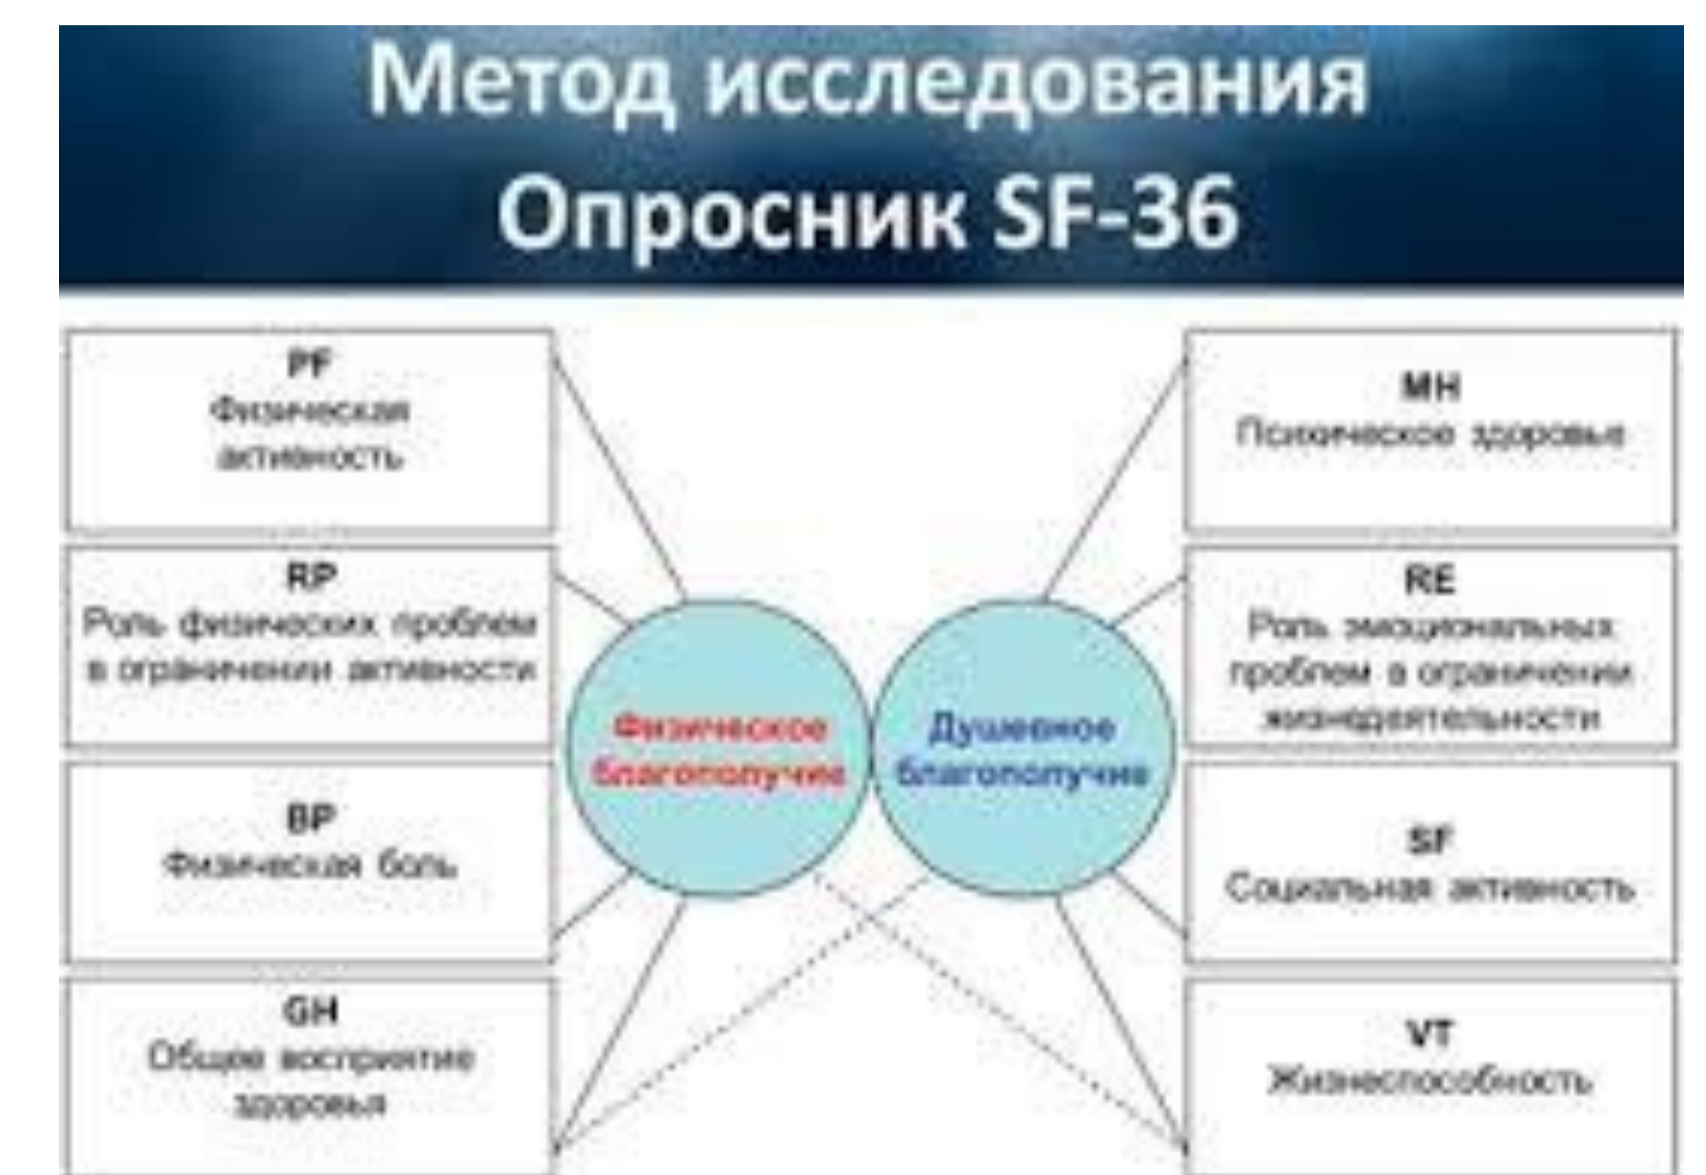 Метод исследования
Опросник SF-36
PF
Физическая
активность
RP
Роль физических проблем
в ограничении активности
BP
Физическая боль
GH
Общее восприятие
здоровья
Физическое
благополучие
Душевное
благополучие
MH
Психическое здоровье
RE
Роль эмоциональных
проблем в ограничении
жизнедеятельности
SF
Социальная активность
VT
Жизнеспособность